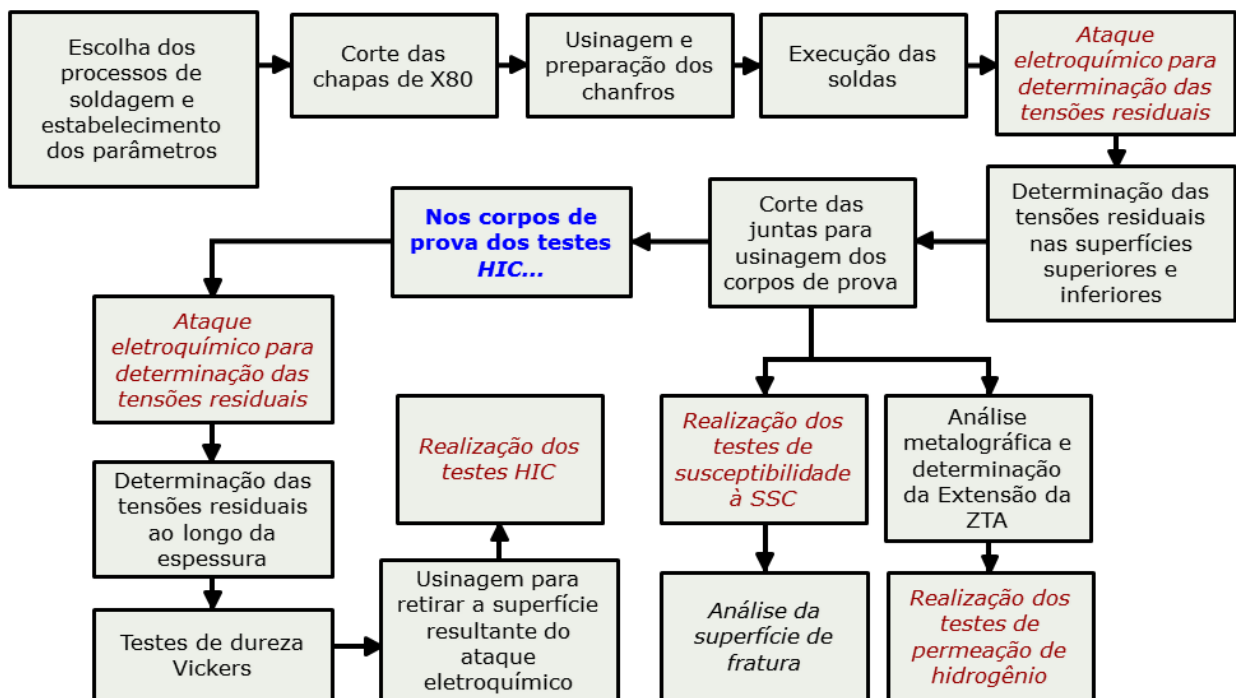 Escolha dos
processos de
soldagem e
estabelecimento
dos parâmetros
Corte das
chapas de X80
Usinagem e
preparação dos
chanfros
Execução das
soldas
Ataque
eletroquímico para
determinação das
tensões residuais
Determinação das
tensões residuais
nas superfícies
superiores e
inferiores
Corte das
juntas para
usinagem dos
corpos de prova
Nos corpos de
prova dos testes
HIC...
Ataque
eletroquímico para
determinação das
tensões residuais
Determinação das
tensões residuais
ao longo da
espessura
Testes de dureza
Vickers
Usinagem para
retirar a superfície
resultante do
ataque
eletroquímico
Realização dos
testes HIC
Realização dos
testes de
susceptibilidade
à SSC
Análise da
superfície de
fratura
Análise
metalográfica e
determinação
da Extensão da
ZTA
Realização dos
testes de
permeação de
hidrogênio